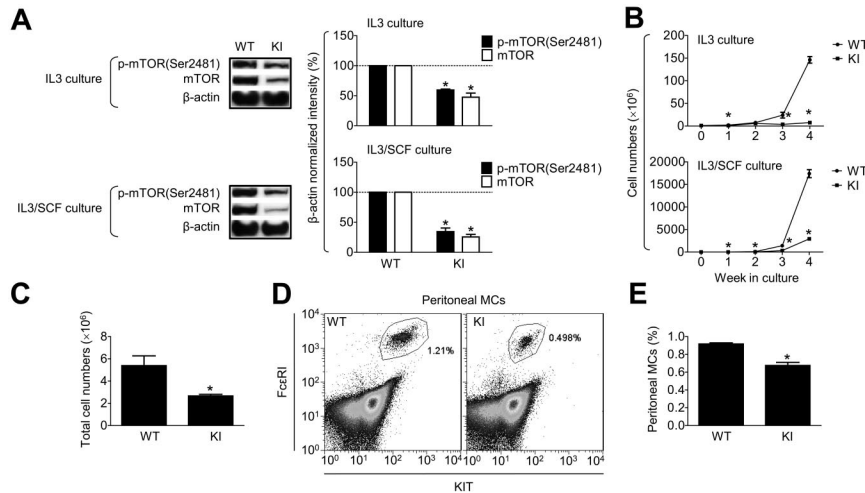 A
WT KI
IL3 culture
p-mTOR(Ser2481)
mTOR
β-actin
IL3/SCF culture
p-mTOR(Ser2481)
mTOR
β-actin
β-actin normalized intensity (%)
IL3 culture
p-mTOR(Ser2481)
mTOR
150
100
50
0
* *
IL3/SCF culture
p-mTOR(Ser2481)
mTOR
150
100
50
0
* *
WT KI
B
Cell numbers (×10⁶)
IL3 culture
WT
KI
200
150
100
50
0
* * *
0 1 2 3 4
IL3/SCF culture
WT
KI
20000
15000
10000
5000
0
* * * *
0 1 2 3 4
Week in culture
C
Total cell numbers (×10⁶)
8
6
4
2
0
*
WT KI
D
Peritoneal MCs
FcεRI
10⁴
10³
10²
10¹
10⁰
WT
1.21%
KI
0.498%
10⁰ 10¹ 10² 10³ 10⁴ 10⁰ 10¹ 10² 10³ 10⁴
KIT
E
Peritoneal MCs (%)
1.0
0.8
0.6
0.4
0.2
0.0
*
WT KI